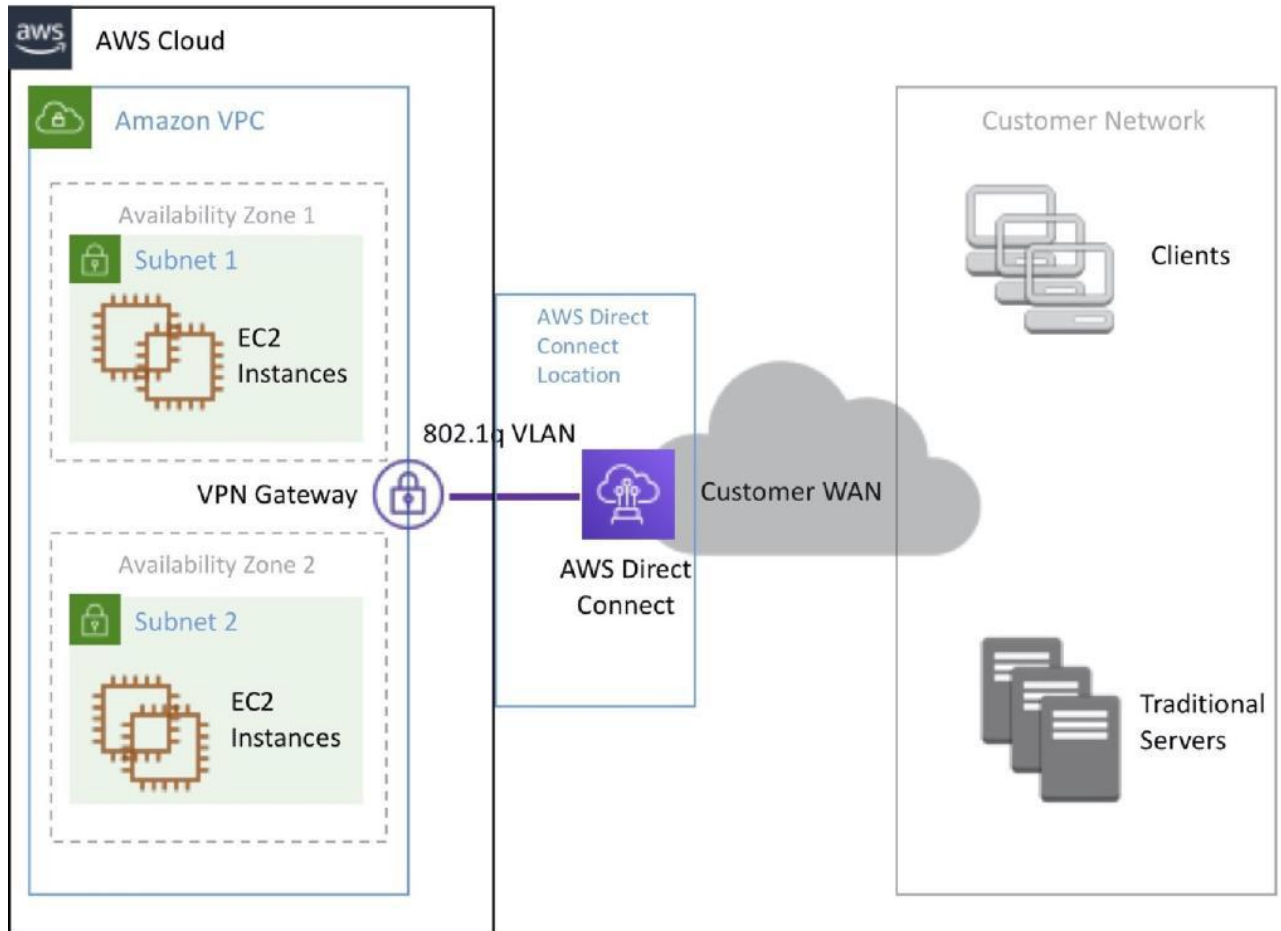 aws
AWS Cloud
Amazon VPC
Availability Zone 1
Subnet 1
EC2
Instances
802.1q VLAN
VPN Gateway
Availability Zone 2
Subnet 2
EC2
Instances
AWS Direct
Connect
Location
AWS Direct
Connect
Customer WAN
Customer Network
Clients
Traditional
Servers